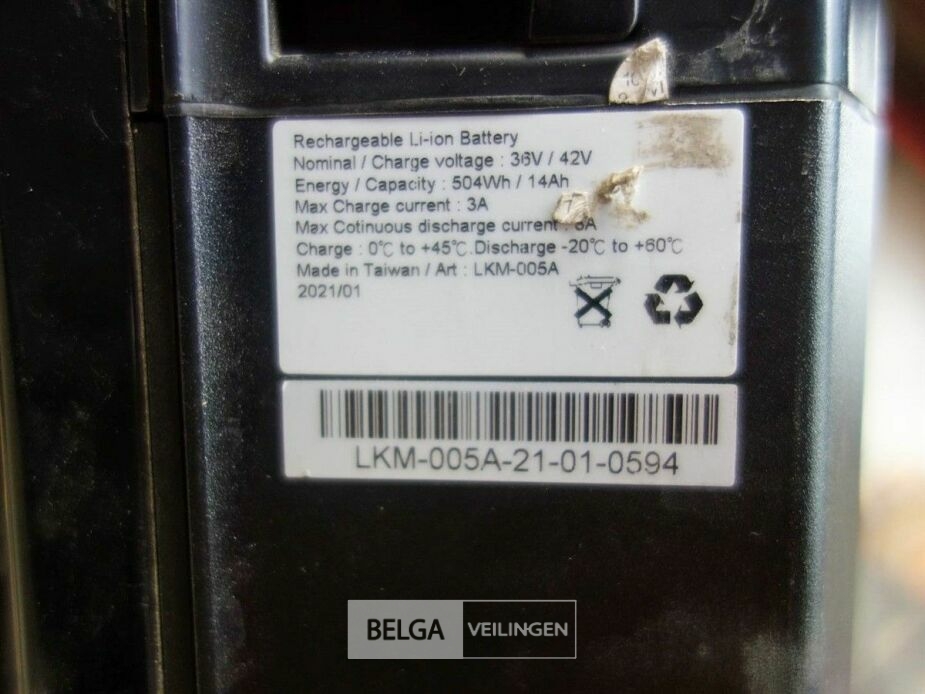 Rechargeable Li-ion Battery
Nominal / Charge voltage : 36V / 42V
Energy / Capacity : 504Wh / 14Ah
Max Charge current : 3A
Max Cotinuous discharge current
Charge : 0℃ to +45℃.Discharge -20℃ to +60℃
Made in Taiwan / Art : LKM-005A
2021/01
LKM-005A-21-01-0594
BELGA VEILINGEN